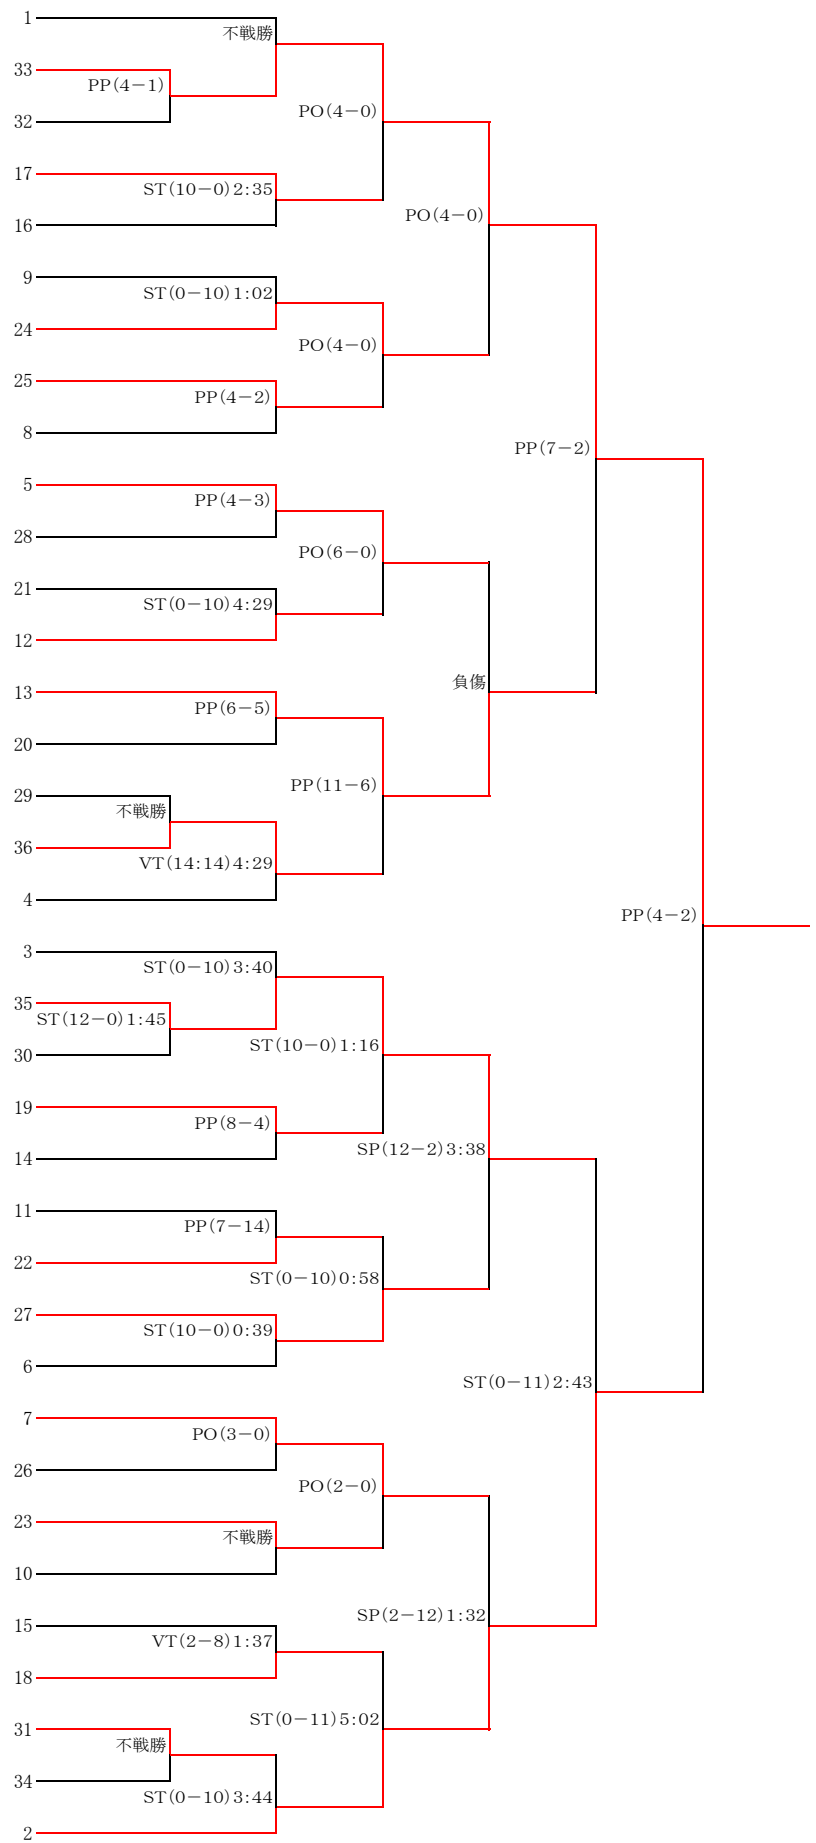 1
不戦勝
33
PP(4－1)
PO(4－0)
32
17
ST(10－0)2:35
PO(4－0)
16
9
ST(0－10)1:02
24
PO(4－0)
25
PP(4－2)
8
PP(7－2)
5
PP(4－3)
28
PO(6－0)
21
ST(0－10)4:29
12
負傷
13
PP(6－5)
20
PP(11－6)
29
不戦勝
36
VT(14:14)4:29
4
PP(4－2)
3
ST(0－10)3:40
35
ST(12－0)1:45
ST(10－0)1:16
30
19
PP(8－4)
SP(12－2)3:38
14
11
PP(7－14)
22
ST(0－10)0:58
27
ST(10－0)0:39
6
ST(0－11)2:43
7
PO(3－0)
26
PO(2－0)
23
不戦勝
10
SP(2－12)1:32
15
VT(2－8)1:37
18
ST(0－11)5:02
31
不戦勝
34
ST(0－10)3:44
2